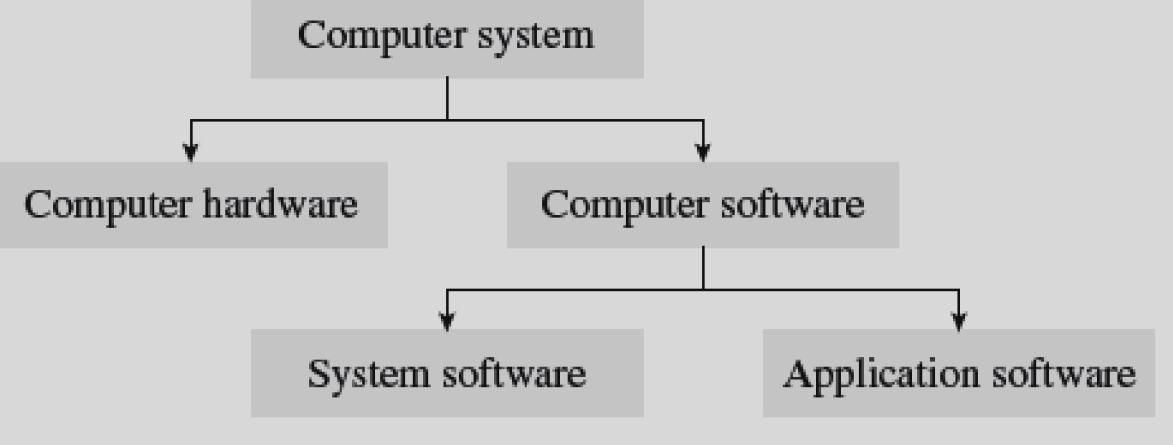 Computer system
Computer hardware
Computer software
System software
Application software